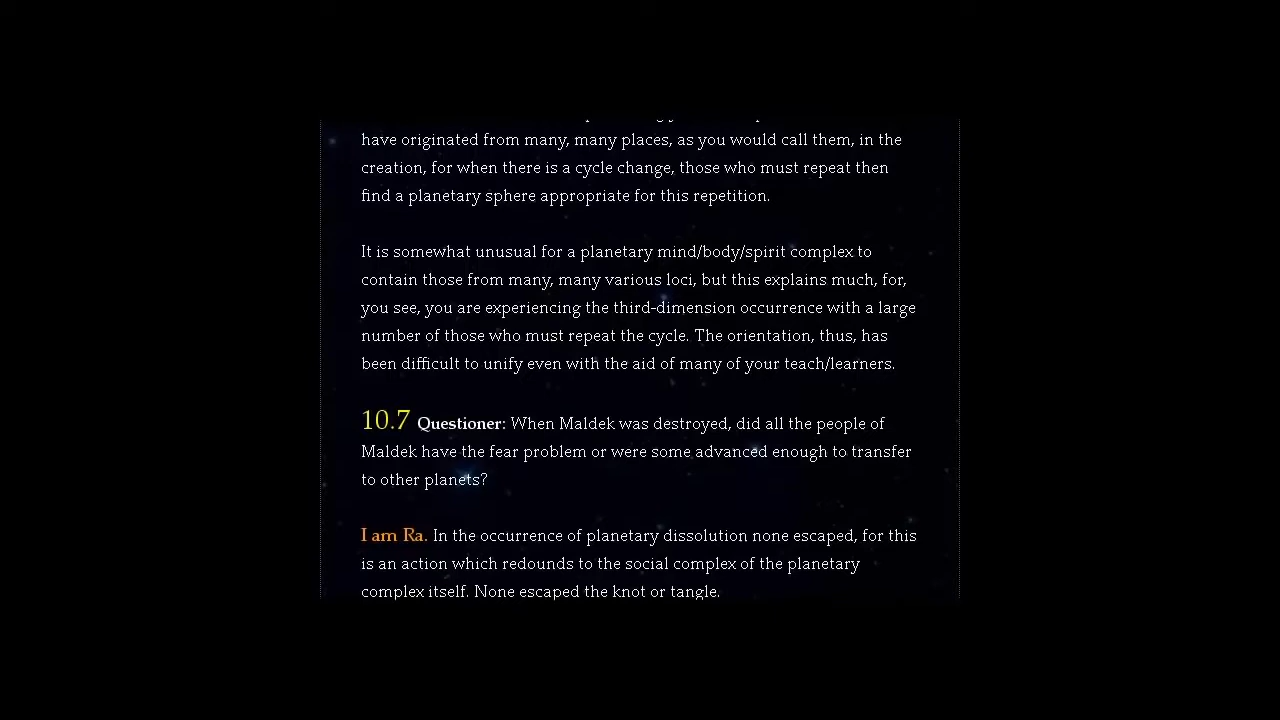 have originated from many, many places, as you would call them, in the
creation, for when there is a cycle change, those who must repeat then
find a planetary sphere appropriate for this repetition.
It is somewhat unusual for a planetary mind/body/spirit complex to
contain those from many, many various loci, but this explains much, for,
you see, you are experiencing the third-dimension occurrence with a large
number of those who must repeat the cycle. The orientation, thus, has
been difficult to unify even with the aid of many of your teach/learners.
10.7 Questioner: When Maldek was destroyed, did all the people of
Maldek have the fear problem or were some advanced enough to transfer
to other planets?
I am Ra. In the occurrence of planetary dissolution none escaped, for this
is an action which redounds to the social complex of the planetary
complex itself. None escaped the knot or tangle.